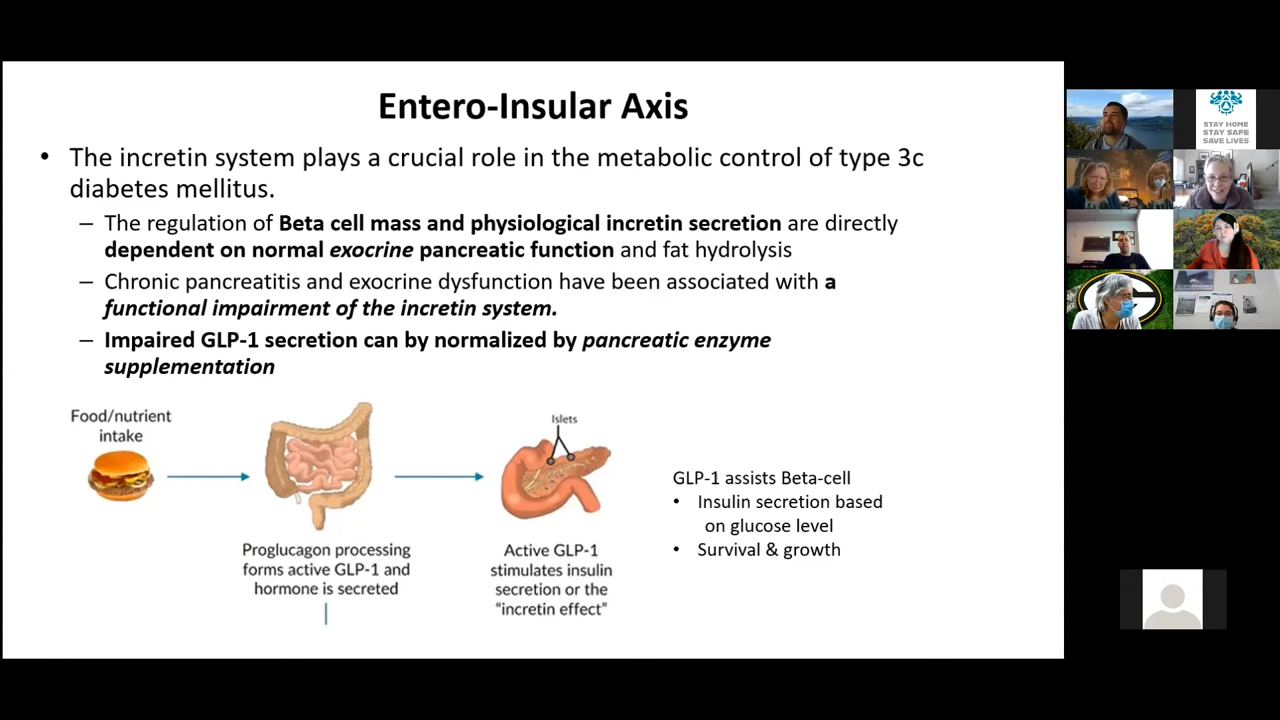 Entero-Insular Axis
• The incretin system plays a crucial role in the metabolic control of type 3c
diabetes mellitus.
– The regulation of Beta cell mass and physiological incretin secretion are directly
dependent on normal exocrine pancreatic function and fat hydrolysis
– Chronic pancreatitis and exocrine dysfunction have been associated with a
functional impairment of the incretin system.
– Impaired GLP-1 secretion can by normalized by pancreatic enzyme
supplementation
Food/nutrient
intake
Proglucagon processing
forms active GLP-1 and
hormone is secreted
Islets
Active GLP-1
stimulates insulin
secretion or the
"incretin effect"
GLP-1 assists Beta-cell
• Insulin secretion based
on glucose level
• Survival & growth
STAY HOME
STAY SAFE
SAVE LIVES
G